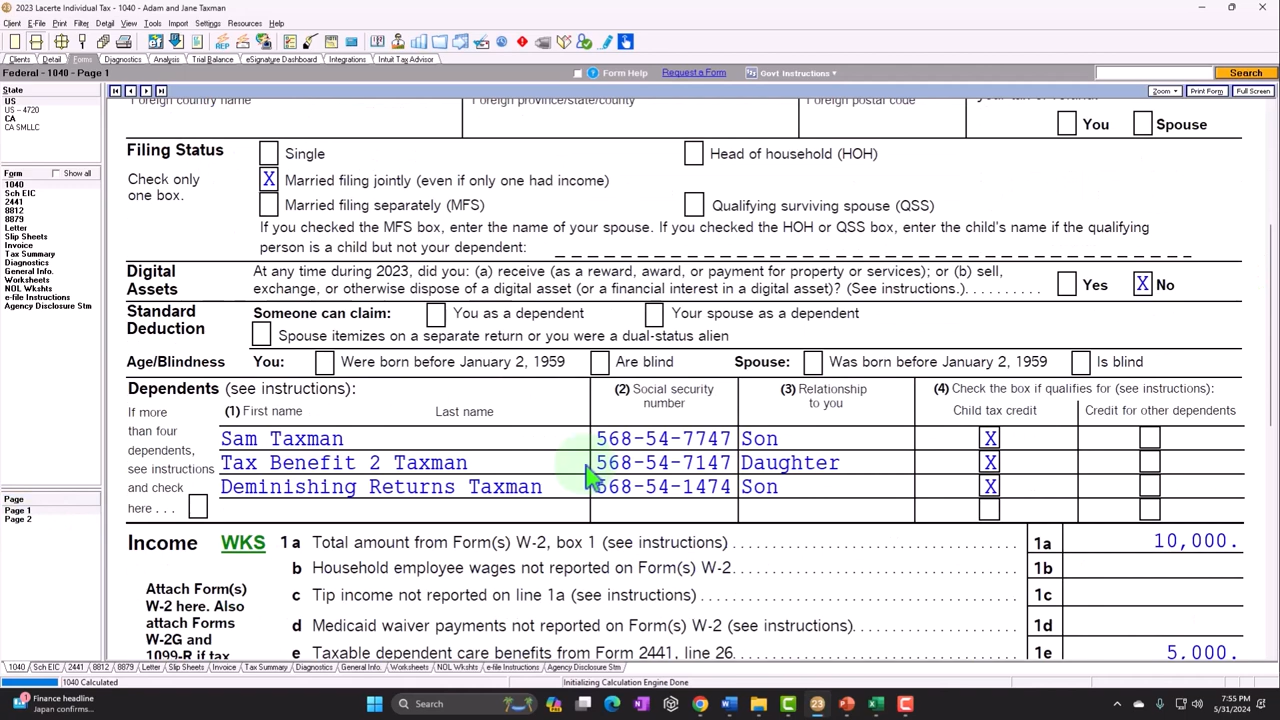 2023 Lacerte Individual Tax - 1040 - Adam and Jane Taxman
Client E-File Print Filter Detail View Tools Import Settings Resources Help
Clients Detail Forms Diagnostics Analysis Trial Balance eSignature Dashboard Integrations Intuit Tax Advisor
Federal - 1040 - Page 1
Form Help Request a Form Govt Instructions Search
Zoom Print Form Full Screen
State
US
US - 4720
CA
CA SMLLC
Form Show all
1040
Sch EIC
2441
8812
8879
Letter
Slip Sheets
Invoice
Tax Summary
Diagnostics
General Info.
Worksheets
NOL Wkshts
e-file Instructions
Agency Disclosure Stm
Page
Page 1
Page 2
Foreign country name Foreign province/state/county Foreign postal code your tax or refund.
You Spouse
Filing Status Single Head of household (HOH)
Check only one box.
X Married filing jointly (even if only one had income)
Married filing separately (MFS) Qualifying surviving spouse (QSS)
If you checked the MFS box, enter the name of your spouse. If you checked the HOH or QSS box, enter the child's name if the qualifying
person is a child but not your dependent:
Digital Assets
At any time during 2023, did you: (a) receive (as a reward, award, or payment for property or services); or (b) sell,
exchange, or otherwise dispose of a digital asset (or a financial interest in a digital asset)? (See instructions.) Yes X No
Standard Deduction
Someone can claim: You as a dependent Your spouse as a dependent
Spouse itemizes on a separate return or you were a dual-status alien
Age/Blindness You: Were born before January 2, 1959 Are blind Spouse: Was born before January 2, 1959 Is blind
Dependents (see instructions): (2) Social security number (3) Relationship to you (4) Check the box if qualifies for (see instructions):
If more than four dependents, see instructions and check here . . .
(1) First name Last name Child tax credit Credit for other dependents
Sam Taxman 568-54-7747 Son X
Tax Benefit 2 Taxman 568-54-7147 Daughter X
Deminishing Returns Taxman 568-54-1474 Son X
Income WKS 1a Total amount from Form(s) W-2, box 1 (see instructions) 1a 10,000.
b Household employee wages not reported on Form(s) W-2 1b
c Tip income not reported on line 1a (see instructions) 1c
d Medicaid waiver payments not reported on Form(s) W-2 (see instructions) 1d
e Taxable dependent care benefits from Form 2441, line 26 1e 5,000.
Attach Form(s)
W-2 here. Also
attach Forms
W-2G and
1099-R if tax
1040 Sch EIC 2441 8812 8879 Letter Slip Sheets Invoice Tax Summary Diagnostics General Info. Worksheets NOL Wkshts e-file Instructions Agency Disclosure Stm
1040 Calculated Initializing Calculation Engine Done
Finance headline
Japan confirms...
Search
7:55 PM
5/31/2024